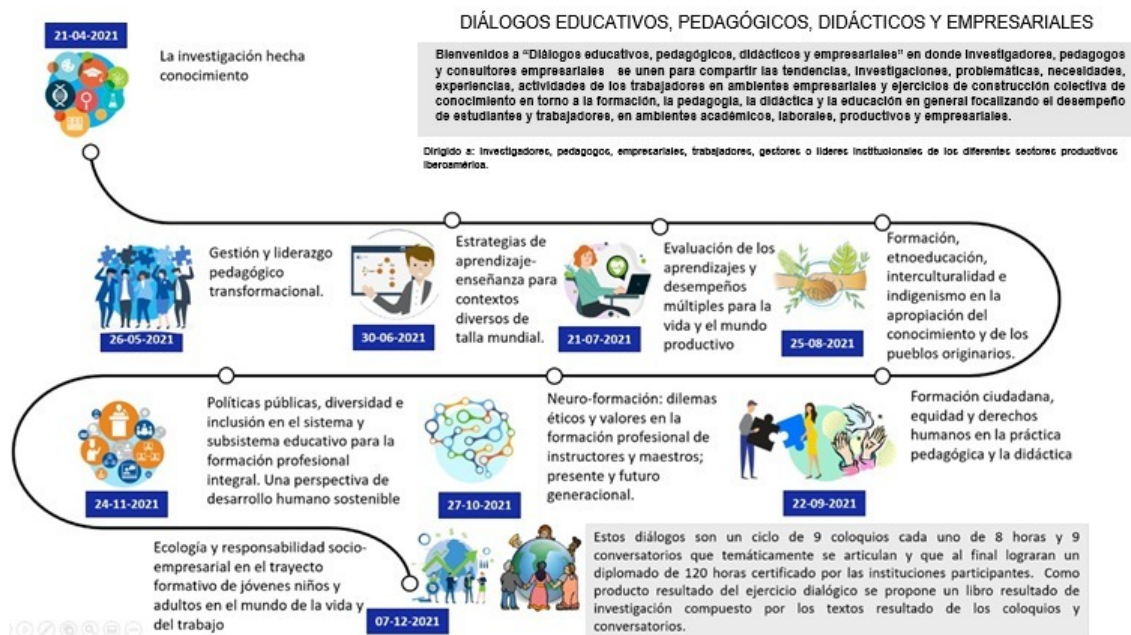 DIÁLOGOS EDUCATIVOS, PEDAGÓGICOS, DIDÁCTICOS Y EMPRESARIALES
Bienvenidos a “Diálogos educativos, pedagógicos, didácticos y empresariales” en donde Investigadores, pedagogos
y consultores empresariales se unen para compartir las tendencias, investigaciones, problemáticas, necesidades,
experiencias, actividades de los trabajadores en ambientes empresariales y ejercicios de construcción colectiva de
conocimiento en torno a la formación, la pedagogía, la didáctica y la educación en general focalizando el desempeño
de estudiantes y trabajadores, en ambientes académicos, laborales, productivos y empresariales.
Dirigido a: Investigadores, pedagogos, empresariales, trabajadores, gestores o líderes institucionales de los diferentes sectores productivos
Iberoamérica.
21-04-2021
La investigación hecha
conocimiento
Gestión y liderazgo
pedagógico
transformacional.
26-05-2021
Estrategias de
aprendizaje-
enseñanza para
contextos
diversos de
talla mundial.
30-06-2021
Evaluación de los
aprendizajes y
desempeños
múltiples para la
vida y el mundo
productivo
21-07-2021
Formación,
etnoeducación,
interculturalidad e
indigenismo en la
apropiación del
conocimiento y de los
pueblos originarios.
25-08-2021
Formación ciudadana,
equidad y derechos
humanos en la práctica
pedagógica y la didáctica
22-09-2021
Neuro-formación: dilemas
éticos y valores en la
formación profesional de
instructores y maestros;
presente y futuro
generacional.
27-10-2021
Políticas públicas, diversidad e
inclusión en el sistema y
subsistema educativo para la
formación profesional
integral. Una perspectiva de
desarrollo humano sostenible
24-11-2021
Ecología y responsabilidad socio-
empresarial en el trayecto
formativo de jóvenes niños y
adultos en el mundo de la vida y
del trabajo
07-12-2021
Estos diálogos son un ciclo de 9 coloquios cada uno de 8 horas y 9
conversatorios que temáticamente se articulan y que al final lograran un
diplomado de 120 horas certificado por las instituciones participantes. Como
producto resultado del ejercicio dialógico se propone un libro resultado de
investigación compuesto por los textos resultado de los coloquios y
conversatorios.